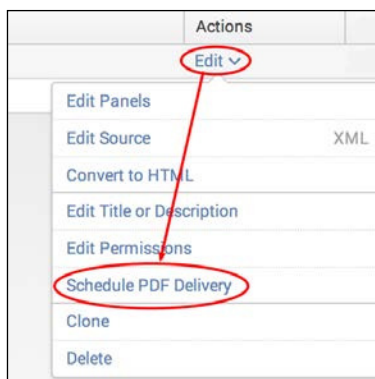 Actions
Edit
Edit Panels
Edit Source XML
Convert to HTML
Edit Title or Description
Edit Permissions
Schedule PDF Delivery
Clone
Delete